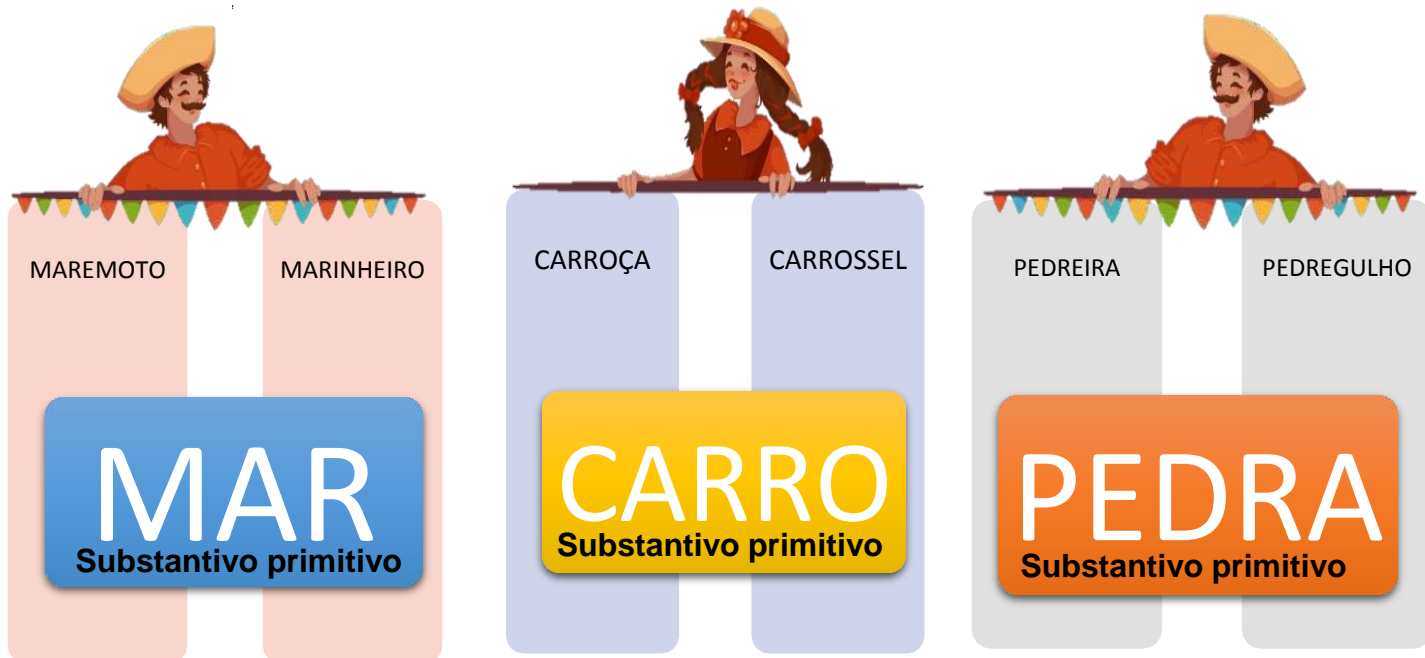 MAREMOTO
MARINHEIRO
MAR
Substantivo primitivo
CARROÇA
CARROSSEL
CARRO
Substantivo primitivo
PEDREIRA
PEDREGULHO
PEDRA
Substantivo primitivo